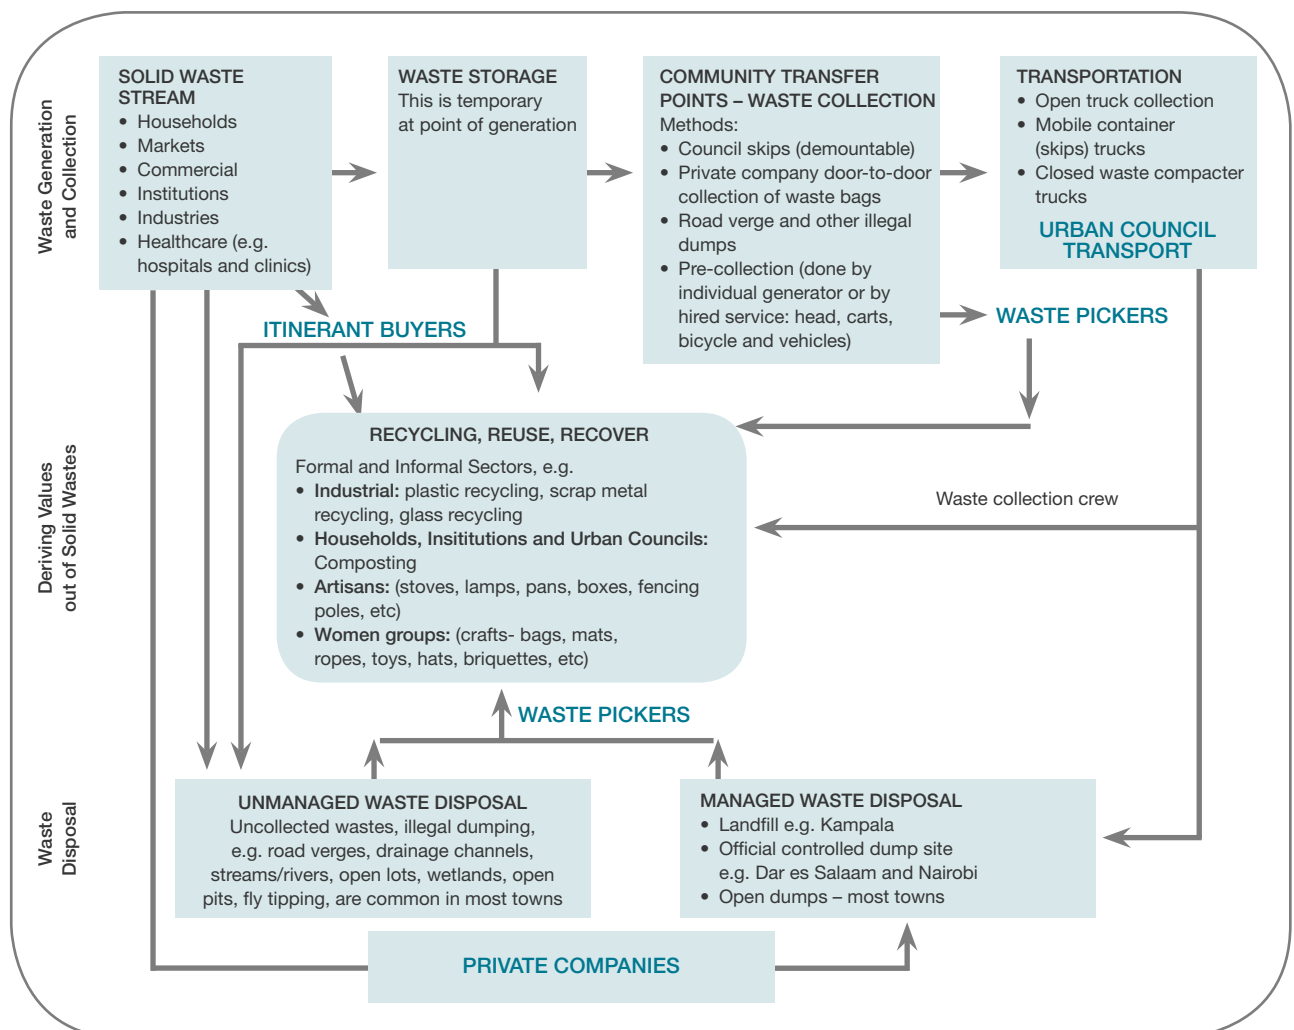 Waste Generation
and Collection
SOLID WASTE
STREAM
• Households
• Markets
• Commercial
• Institutions
• Industries
• Healthcare (e.g.
hospitals and clinics)
WASTE STORAGE
This is temporary
at point of generation
COMMUNITY TRANSFER
POINTS – WASTE COLLECTION
Methods:
• Council skips (demountable)
• Private company door-to-door
collection of waste bags
• Road verge and other illegal
dumps
• Pre-collection (done by
individual generator or by
hired service: head, carts,
bicycle and vehicles)
TRANSPORTATION
• Open truck collection
• Mobile container
(skips) trucks
• Closed waste compacter
trucks
URBAN COUNCIL
TRANSPORT
ITINERANT BUYERS
WASTE PICKERS
Deriving Values
out of Solid Wastes
RECYCLING, REUSE, RECOVER
Formal and Informal Sectors, e.g.
• Industrial: plastic recycling, scrap metal
recycling, glass recycling
• Households, Insititutions and Urban Councils:
Composting
• Artisans: (stoves, lamps, pans, boxes, fencing
poles, etc)
• Women groups: (crafts- bags, mats,
ropes, toys, hats, briquettes, etc)
Waste collection crew
WASTE PICKERS
Waste
Disposal
UNMANAGED WASTE DISPOSAL
Uncollected wastes, illegal dumping,
e.g. road verges, drainage channels,
streams/rivers, open lots, wetlands, open
pits, fly tipping, are common in most towns
MANAGED WASTE DISPOSAL
• Landfill e.g. Kampala
• Official controlled dump site
e.g. Dar es Salaam and Nairobi
• Open dumps – most towns
PRIVATE COMPANIES